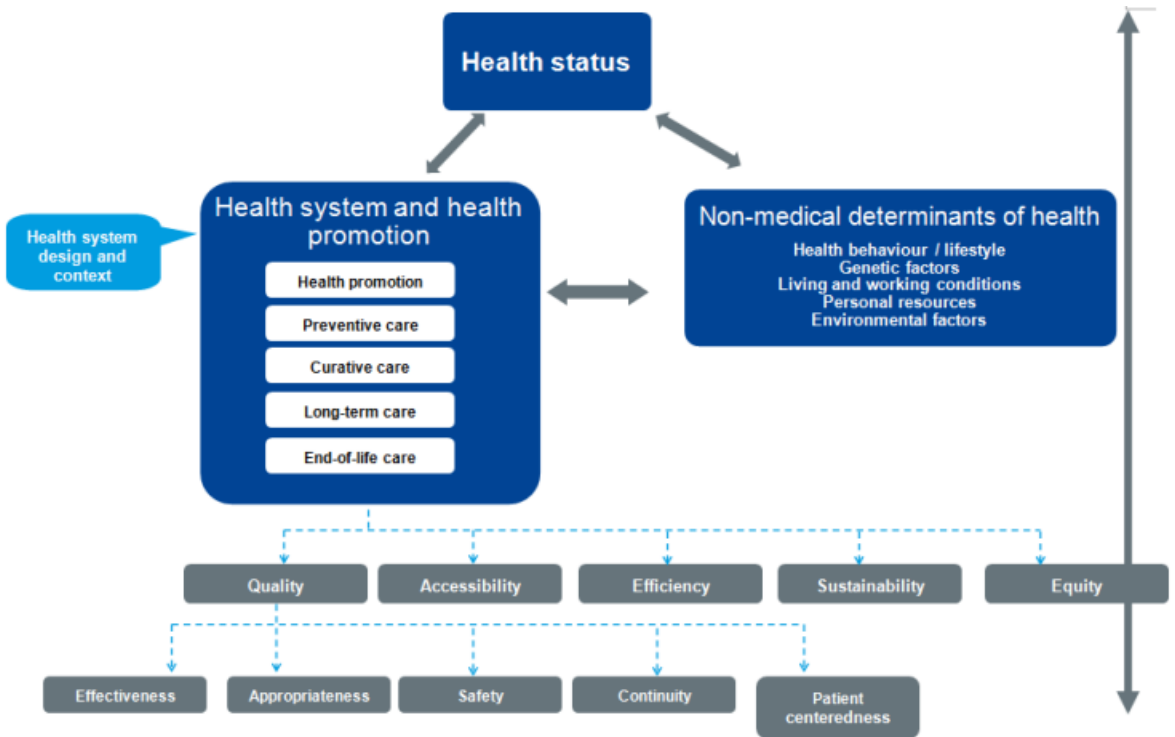 Health status
Health system and health
promotion
Health promotion
Preventive care
Curative care
Long-term care
End-of-life care
Health system
design and
context
Non-medical determinants of health
Health behaviour / lifestyle
Genetic factors
Living and working conditions
Personal resources
Environmental factors
Quality
Accessibility
Efficiency
Sustainability
Equity
Effectiveness
Appropriateness
Safety
Continuity
Patient
centeredness